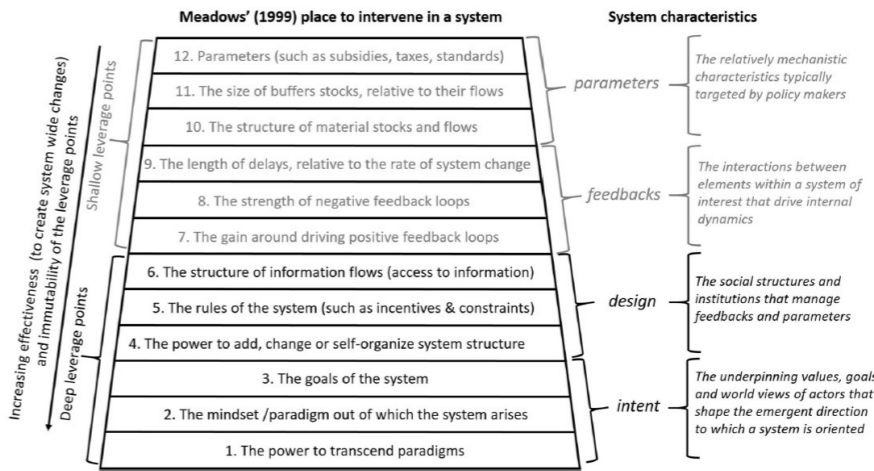 Meadows' (1999) place to intervene in a system
System characteristics
Increasing effectiveness (to create system wide changes)
and immutability of the leverage points
Shallow leverage points
Deep leverage points
12. Parameters (such as subsidies, taxes, standards)
11. The size of buffers stocks, relative to their flows
10. The structure of material stocks and flows
9. The length of delays, relative to the rate of system change
8. The strength of negative feedback loops
7. The gain around driving positive feedback loops
6. The structure of information flows (access to information)
5. The rules of the system (such as incentives & constraints)
4. The power to add, change or self-organize system structure
3. The goals of the system
2. The mindset /paradigm out of which the system arises
1. The power to transcend paradigms
parameters
The relatively mechanistic
characteristics typically
targeted by policy makers
feedbacks
The interactions between
elements within a system of
interest that drive internal
dynamics
design
The social structures and
institutions that manage
feedbacks and parameters
intent
The underpinning values, goals
and world views of actors that
shape the emergent direction
to which a system is oriented